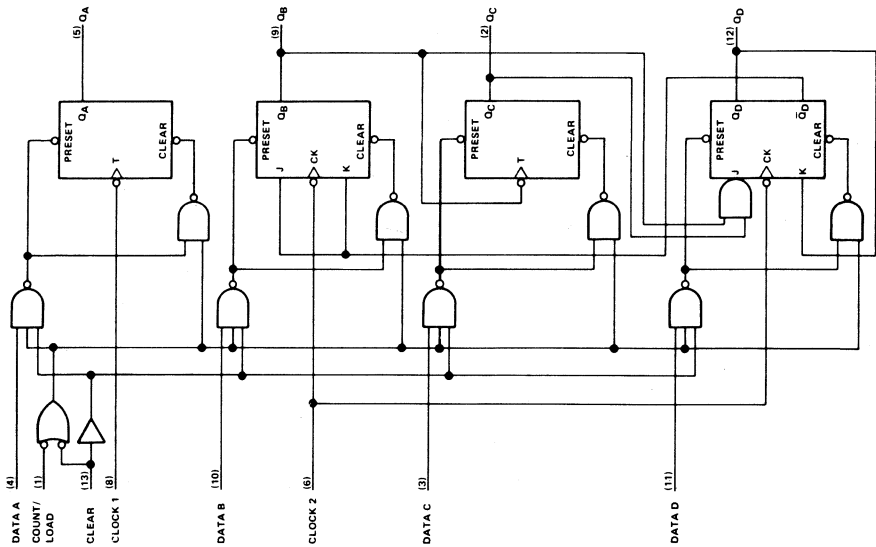 (5) QA
(9) QB
(2) QC
(12) QD
PRESET QA
T
CLEAR
PRESET QB
J
CK
K
CLEAR
PRESET QC
T
CLEAR
PRESET QD
J
CK
K Q̅D
CLEAR
DATA A (4)
COUNT/
LOAD (1)
CLEAR (13)
CLOCK 1 (8)
DATA B (10)
CLOCK 2 (6)
DATA C (3)
DATA D (11)